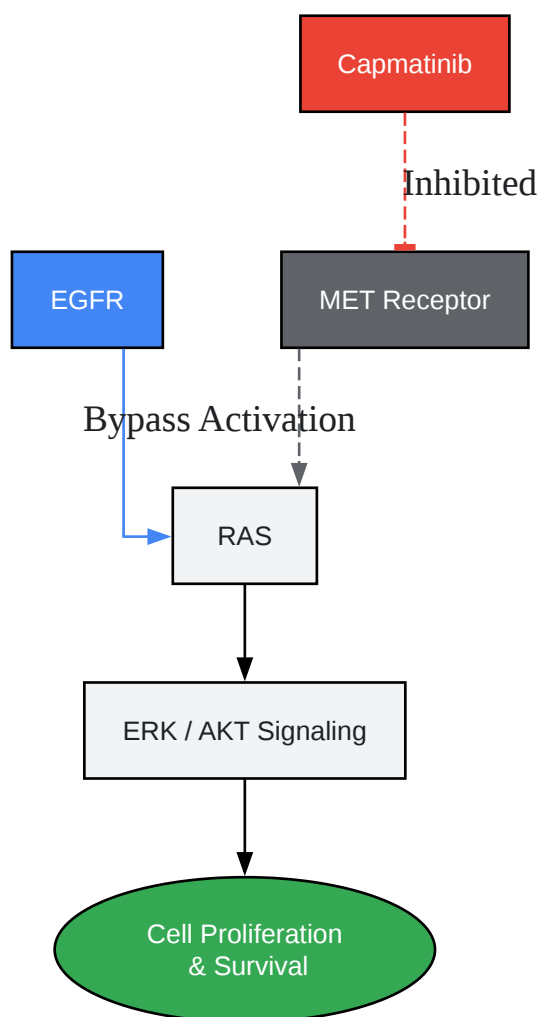 Capmatinib
Inhibited
EGFR
MET Receptor
Bypass Activation
RAS
ERK / AKT Signaling
Cell Proliferation
& Survival